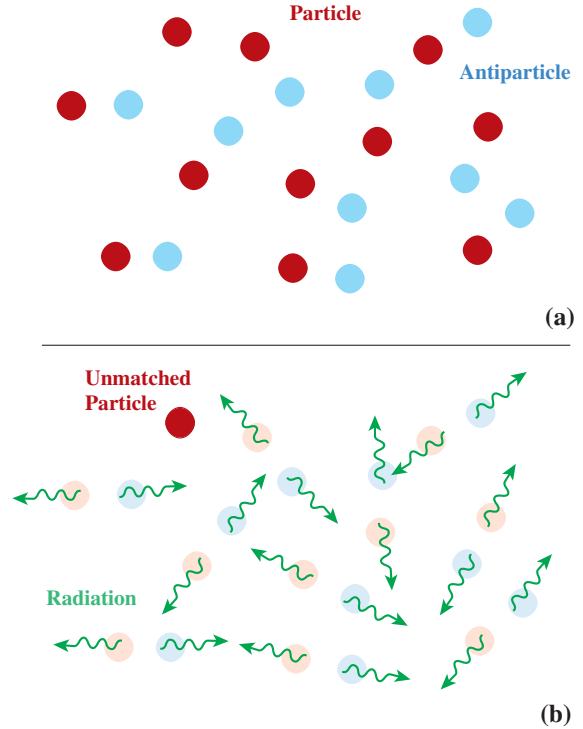 Particle
Antiparticle
(a)
Unmatched
Particle
Radiation
(b)